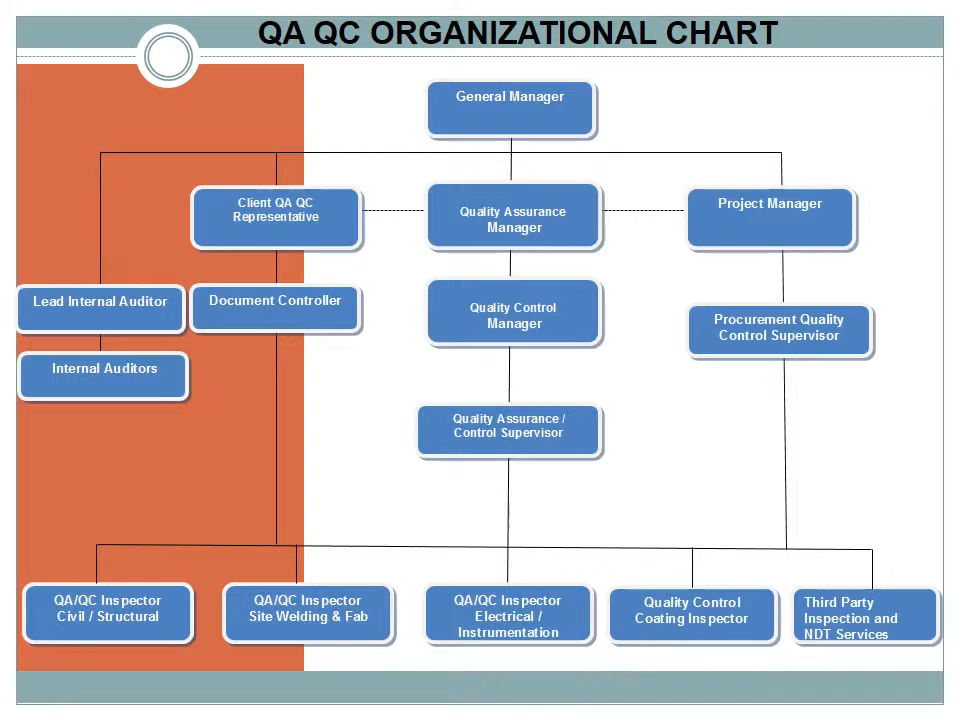 QA QC ORGANIZATIONAL CHART
General Manager
Client QA QC
Representative
Quality Assurance
Manager
Project Manager
Lead Internal Auditor
Document Controller
Quality Control
Manager
Procurement Quality
Control Supervisor
Internal Auditors
Quality Assurance /
Control Supervisor
QA/QC Inspector
Civil / Structural
QA/QC Inspector
Site Welding & Fab
QA/QC Inspector
Electrical /
Instrumentation
Quality Control
Coating Inspector
Third Party
Inspection and
NDT Services